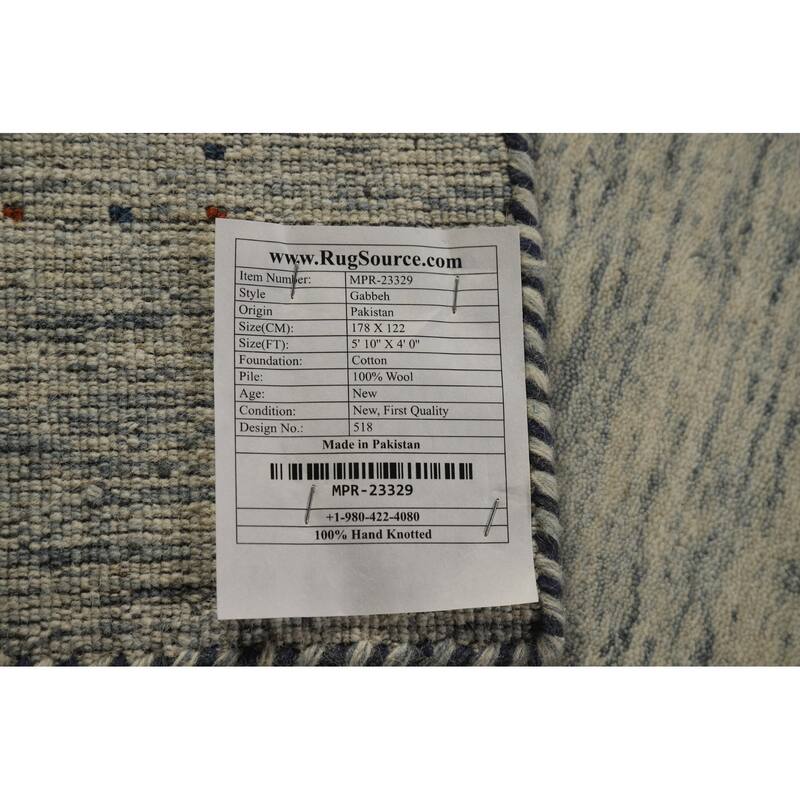 www.RugSource.com
Item Number: MPR-23329
Style Gabbeh
Origin Pakistan
Size(CM): 178 X 122
Size(FT): 5' 10" X 4' 0"
Foundation: Cotton
Pile: 100% Wool
Age: New
Condition: New, First Quality
Design No.: 518
Made in Pakistan
MPR-23329
+1-980-422-4080
100% Hand Knotted